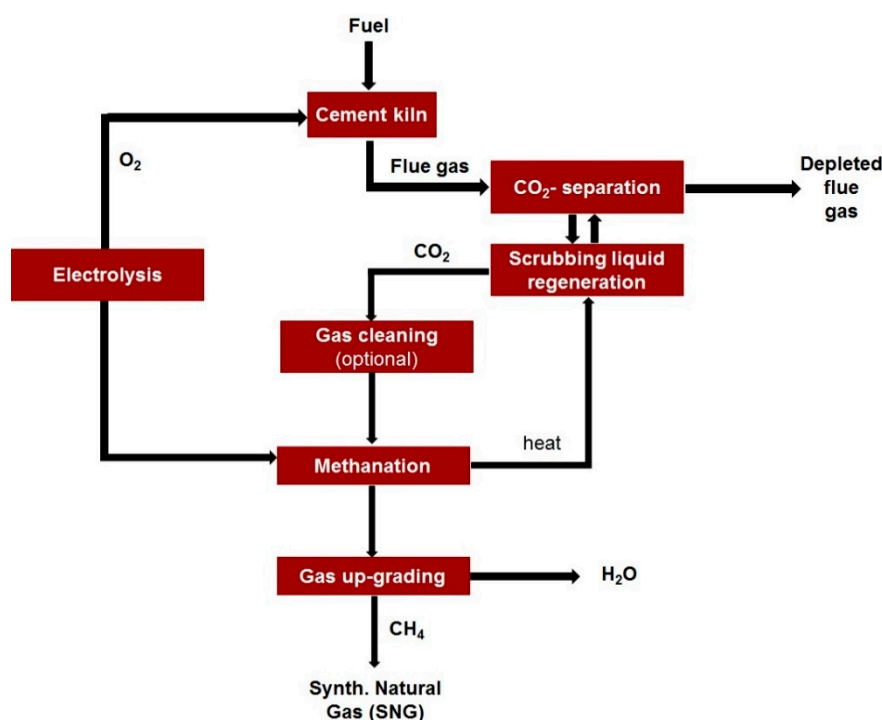 Fuel
Cement kiln
O₂
Flue gas
CO₂- separation
Depleted
flue
gas
Electrolysis
CO₂
Scrubbing liquid
regeneration
Gas cleaning
(optional)
Methanation
heat
Gas up-grading
H₂O
CH₄
Synth. Natural
Gas (SNG)